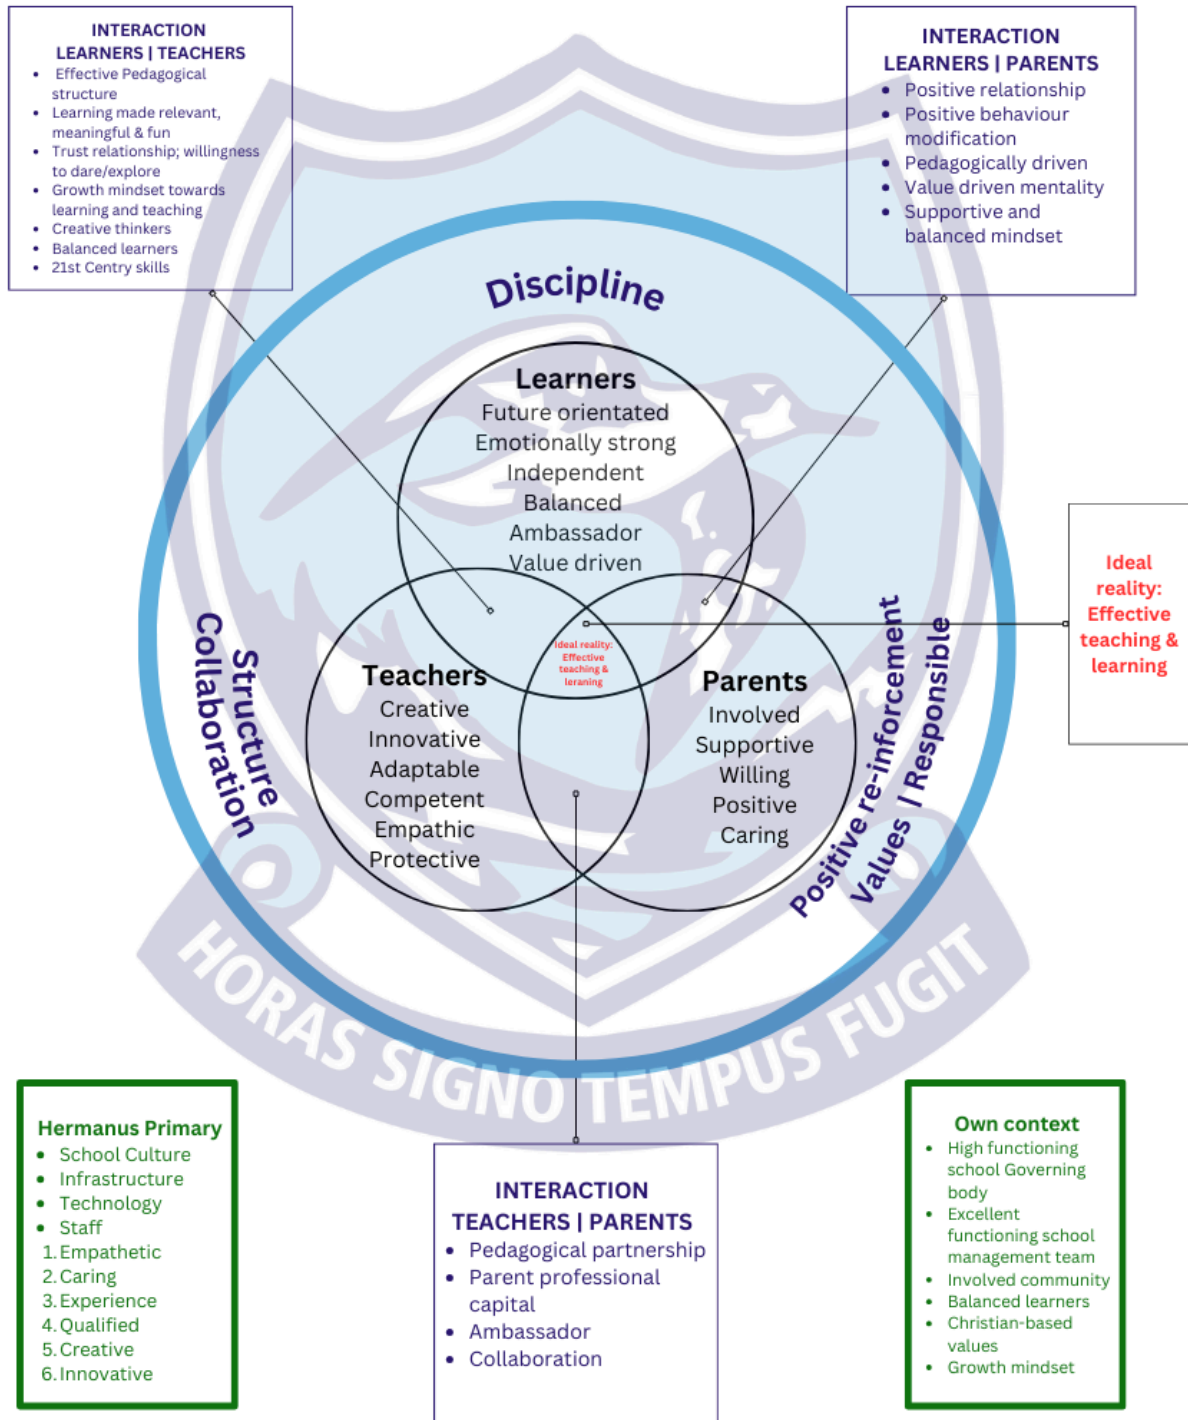 INTERACTION
LEARNERS | TEACHERS
• Effective Pedagogical
structure
• Learning made relevant,
meaningful & fun
• Trust relationship; willingness
to dare/explore
• Growth mindset towards
learning and teaching
• Creative thinkers
• Balanced learners
• 21st Centry skills
INTERACTION
LEARNERS | PARENTS
• Positive relationship
• Positive behaviour
modification
• Pedagogically driven
• Value driven mentality
• Supportive and
balanced mindset
Discipline
Learners
Future orientated
Emotionally strong
Independent
Balanced
Ambassador
Value driven
Structure
Collaboration
Teachers
Creative
Innovative
Adaptable
Competent
Empathic
Protective
Ideal reality:
Effective
teaching &
leraning
Parents
Involved
Supportive
Willing
Positive
Caring
Positive re-inforcement
Values | Responsible
Ideal
reality:
Effective
teaching &
learning
HORAS SIGNO TEMPUS FUGIT
Hermanus Primary
• School Culture
• Infrastructure
• Technology
• Staff
1. Empathetic
2. Caring
3. Experience
4. Qualified
5. Creative
6. Innovative
INTERACTION
TEACHERS | PARENTS
• Pedagogical partnership
• Parent professional
capital
• Ambassador
• Collaboration
Own context
• High functioning
school Governing
body
• Excellent
functioning school
management team
• Involved community
• Balanced learners
• Christian-based
values
• Growth mindset